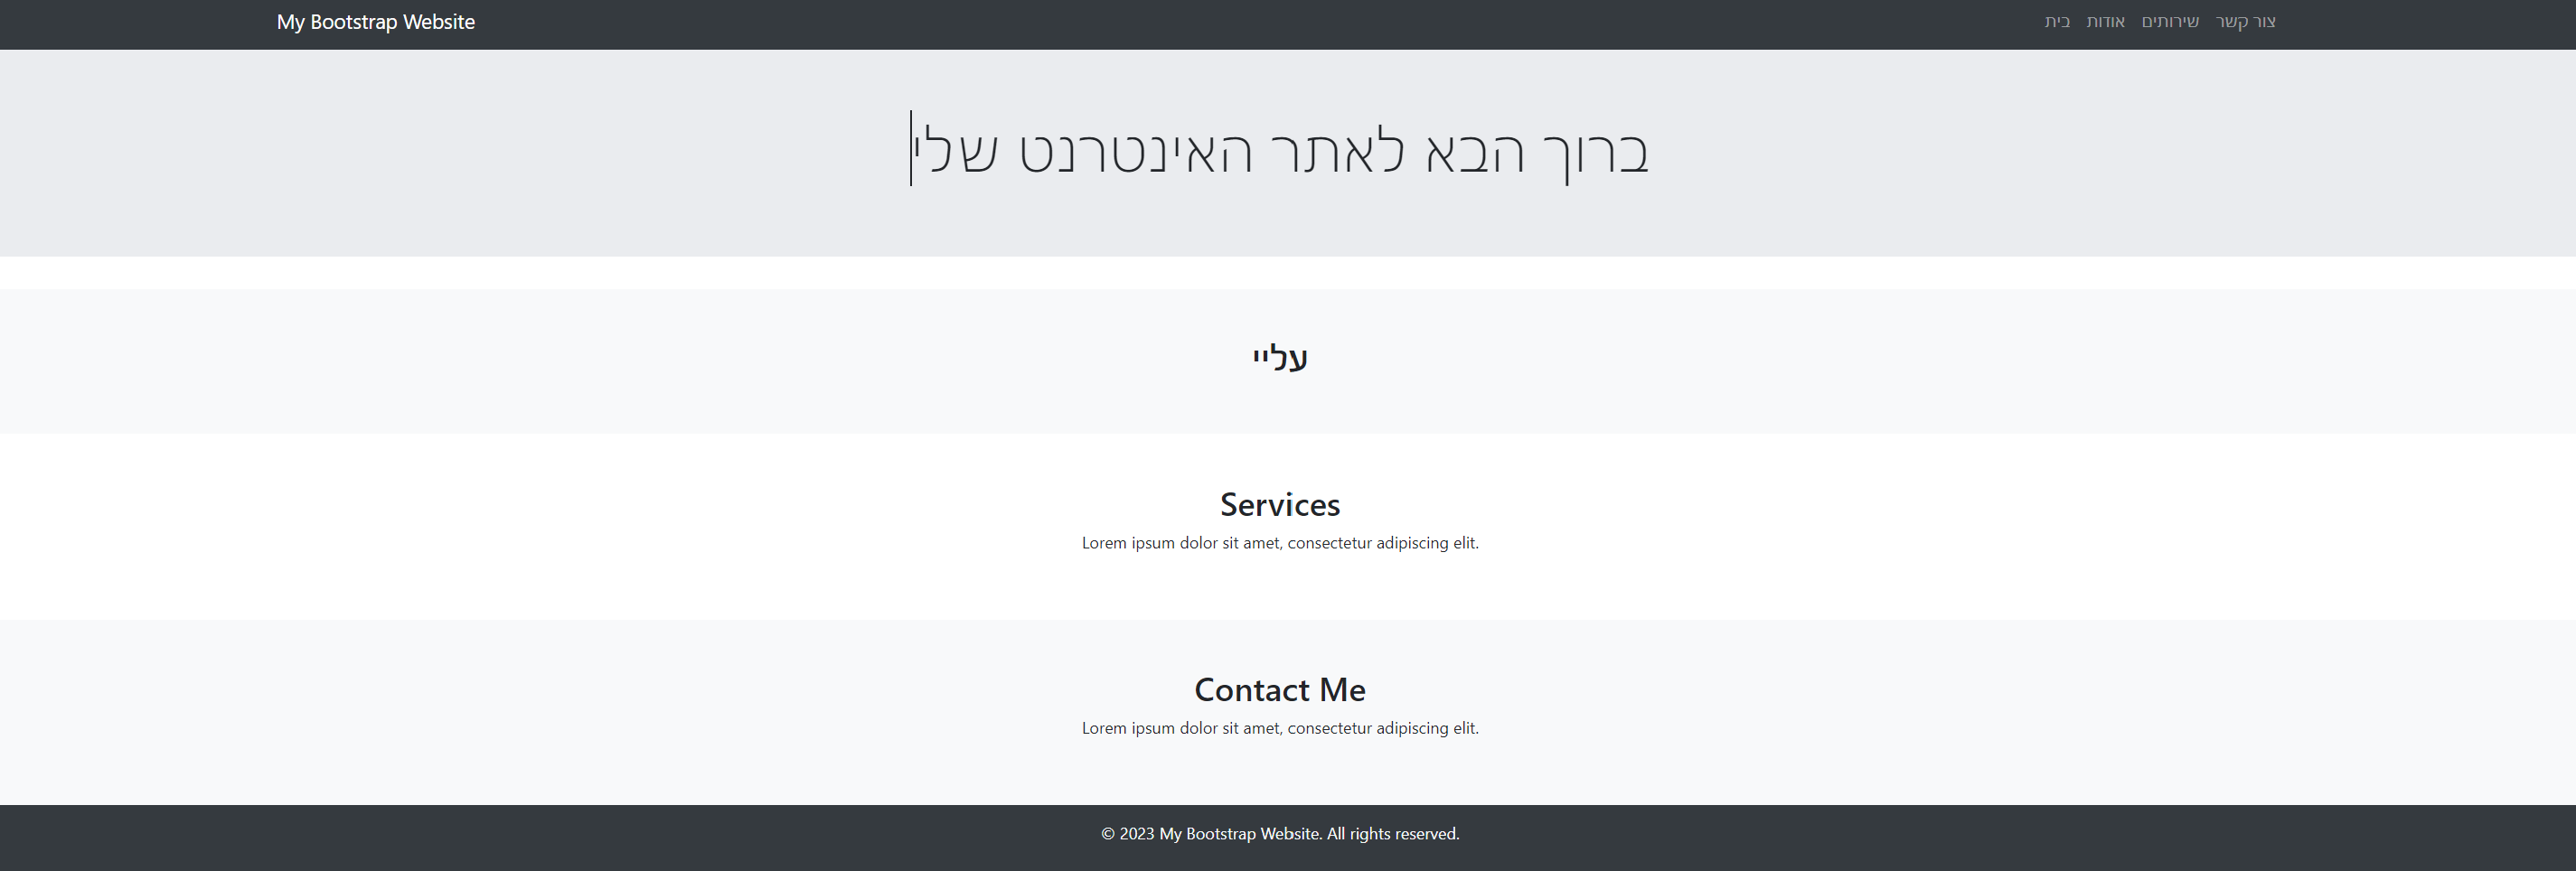 My Bootstrap Website
בית אודות שירותים צור קשר
ברוך הבא לאתר האינטרנט שלי
עליי
Services
Lorem ipsum dolor sit amet, consectetur adipiscing elit.
Contact Me
Lorem ipsum dolor sit amet, consectetur adipiscing elit.
© 2023 My Bootstrap Website. All rights reserved.